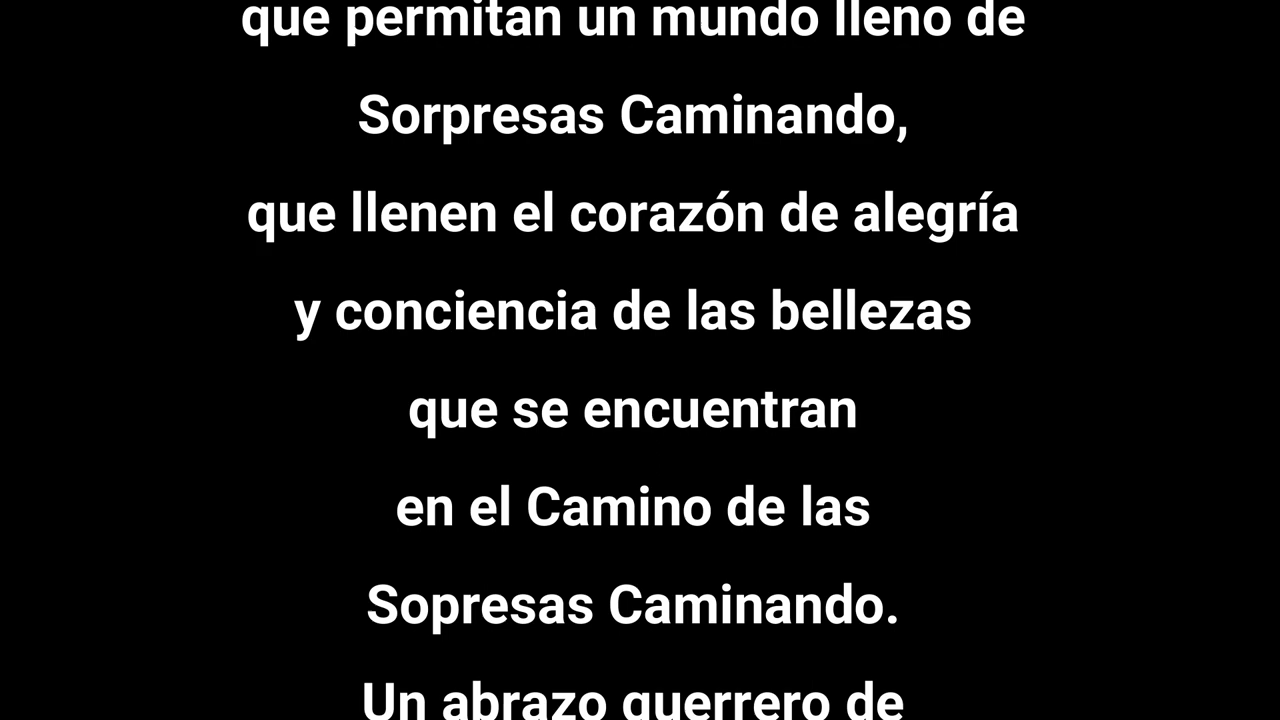 que permitan un mundo lleno de
Sorpresas Caminando,
que llenen el corazón de alegría
y conciencia de las bellezas
que se encuentran
en el Camino de las
Sopresas Caminando.
Un abrazo guerrero de